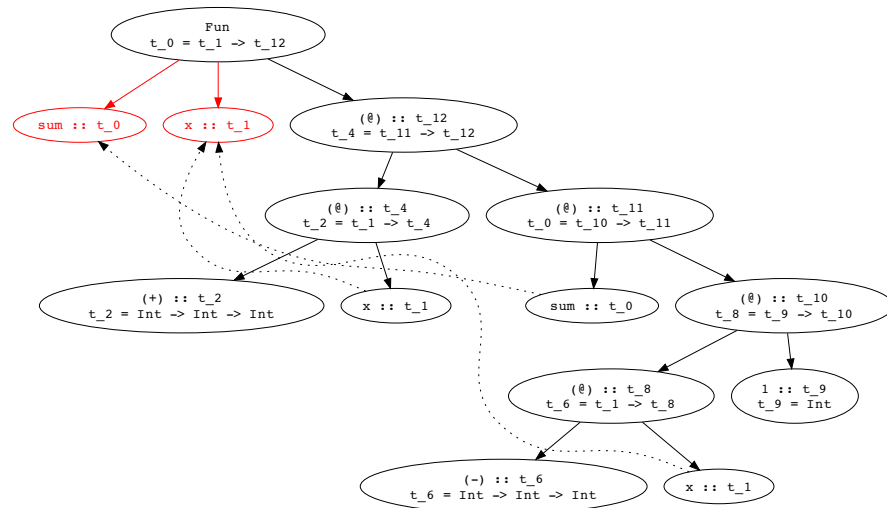 Fun
t_0 = t_1 -> t_12
sum :: t_0
x :: t_1
(@) :: t_12
t_4 = t_11 -> t_12
(@) :: t_4
t_2 = t_1 -> t_4
(@) :: t_11
t_0 = t_10 -> t_11
(+) :: t_2
t_2 = Int -> Int -> Int
x :: t_1
sum :: t_0
(@) :: t_10
t_8 = t_9 -> t_10
(@) :: t_8
t_6 = t_1 -> t_8
1 :: t_9
t_9 = Int
(-) :: t_6
t_6 = Int -> Int -> Int
x :: t_1